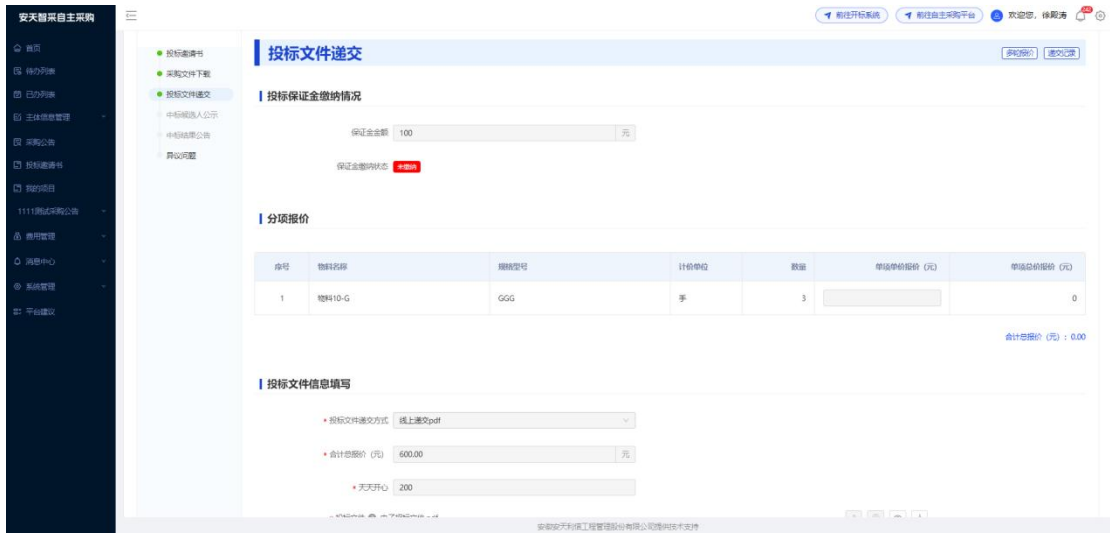 安天智采自主采购
前往开标系统
前往自主采购平台
欢迎您，徐殿涛
242
首页
待办列表
已办列表
主体信息管理
采购公告
投标邀请书
我的项目
1111测试采购公告
费用管理
消息中心
系统管理
平台建议
投标邀请书
采购文件下载
投标文件递交
中标候选人公示
中标结果公告
异议问题
投标文件递交
多轮报价
递交记录
投标保证金缴纳情况
保证金金额 100 元
保证金缴纳状态 未缴纳
分项报价
序号 物料名称 规格型号 计价单位 数量 单项单价报价（元） 单项总价报价（元）
1 物料10-G GGG 手 3 0
合计总报价（元）：0.00
投标文件信息填写
* 投标文件递交方式 线上递交pdf
* 合计总报价（元） 600.00 元
* 天天开心 200
安徽安天利信工程管理股份有限公司提供技术支持